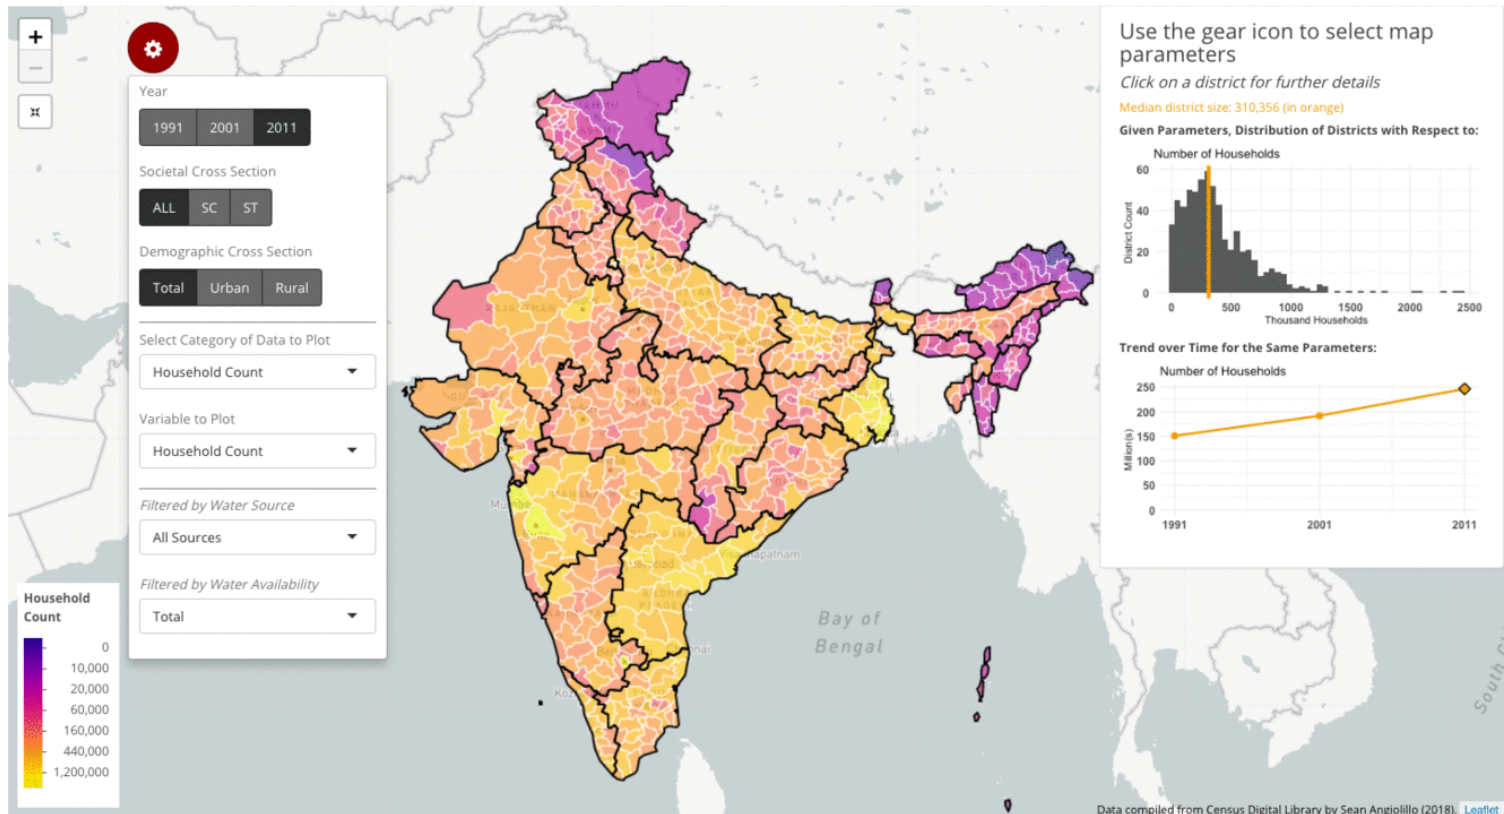 +
−
Year
1991 2001 2011
Societal Cross Section
ALL SC ST
Demographic Cross Section
Total Urban Rural
Select Category of Data to Plot
Household Count
Variable to Plot
Household Count
Filtered by Water Source
All Sources
Filtered by Water Availability
Total
Household
Count
0
10,000
20,000
60,000
160,000
440,000
1,200,000
RAJASTHAN
Bay of
Bengal
Use the gear icon to select map
parameters
Click on a district for further details
Median district size: 310,356 (in orange)
Given Parameters, Distribution of Districts with Respect to:
Number of Households
District Count
60
40
20
0
0 500 1000 1500 2000 2500
Thousand Households
Trend over Time for the Same Parameters:
Number of Households
Million(s)
250
200
150
100
50
0
1991 2001 2011
South C
Data compiled from Census Digital Library by Sean Angiolillo (2018). Leaflet